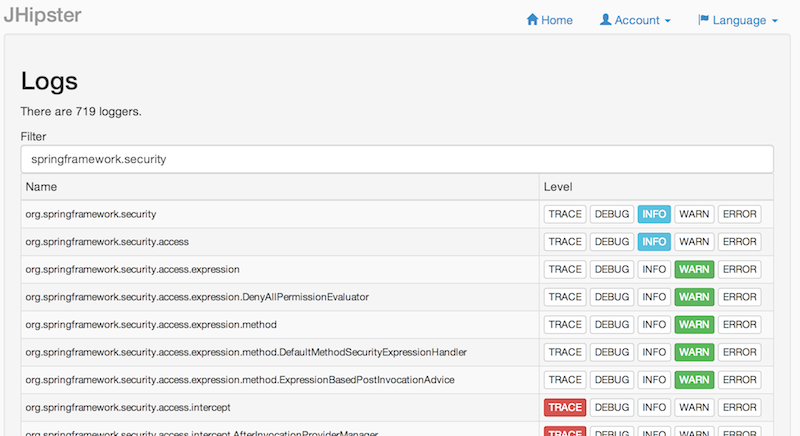 JHipster
Home Account Language
Logs
There are 719 loggers.
Filter
springframework.security
Name Level
org.springframework.security TRACE DEBUG INFO WARN ERROR
org.springframework.security.access TRACE DEBUG INFO WARN ERROR
org.springframework.security.access.expression TRACE DEBUG INFO WARN ERROR
org.springframework.security.access.expression.DenyAllPermissionEvaluator TRACE DEBUG INFO WARN ERROR
org.springframework.security.access.expression.method TRACE DEBUG INFO WARN ERROR
org.springframework.security.access.expression.method.DefaultMethodSecurityExpressionHandler TRACE DEBUG INFO WARN ERROR
org.springframework.security.access.expression.method.ExpressionBasedPostInvocationAdvice TRACE DEBUG INFO WARN ERROR
org.springframework.security.access.intercept TRACE DEBUG INFO WARN ERROR
org.springframework.security.access.intercept.AfterInvocationProviderManager TRACE DEBUG INFO WARN ERROR